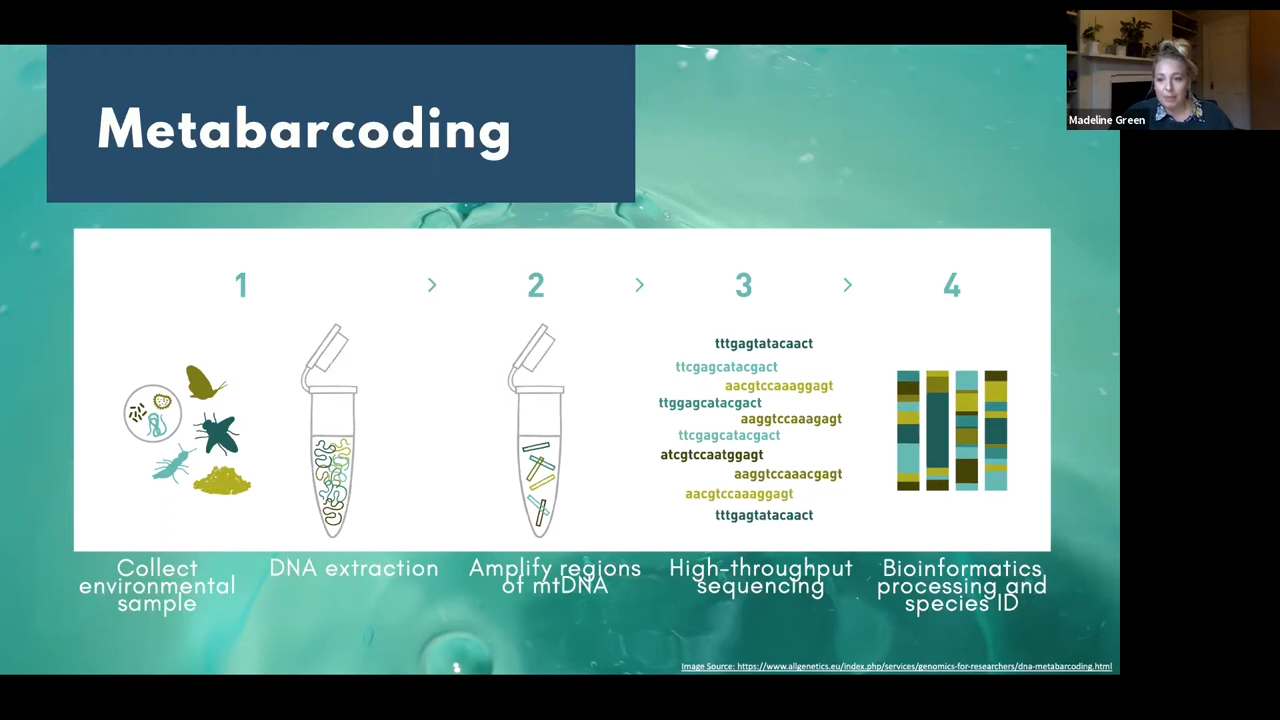 Metabarcoding
Madeline Green
1 > 2 > 3 > 4
tttgagtatacaact
ttcgagcatacgact
aacgtccaaaggagt
ttggagcatacgact
aaggtccaaagagt
ttcgagcatacgact
atcgtccaatggagt
aaggtccaaacgagt
aacgtccaaaggagt
tttgagtatacaact
Collect
environmental
sample
DNA extraction
Amplify regions
of mtDNA
High-throughput
sequencing
Bioinformatics
processing and
species ID
Image Source: https://www.allgenetics.eu/index.php/services/genomics-for-researchers/dna-metabarcoding.html